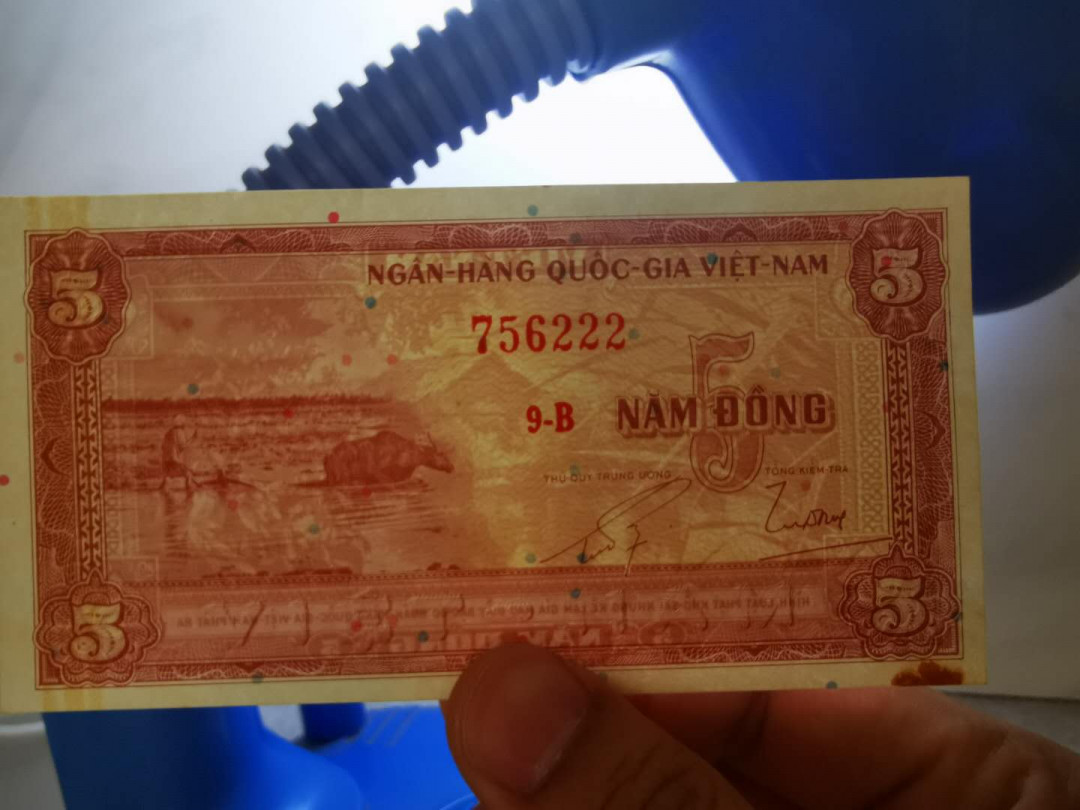 5 5
NGÂN-HÀNG QUỐC-GIA VIỆT-NAM
756222
5
9-B NĂM ĐỒNG
THỦ-QUỸ TRUNG ƯƠNG TỔNG KIỂM-TRA
5 5